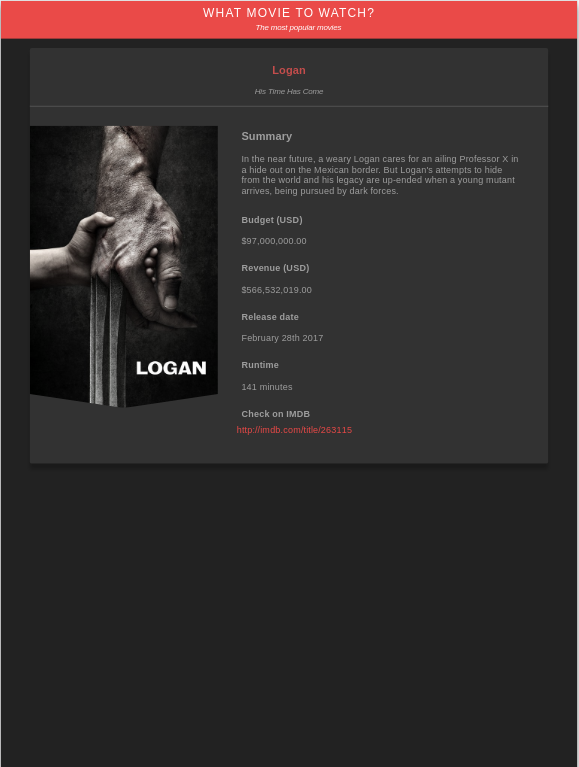 WHAT MOVIE TO WATCH?
The most popular movies
Logan
His Time Has Come
Summary
In the near future, a weary Logan cares for an ailing Professor X in
a hide out on the Mexican border. But Logan's attempts to hide
from the world and his legacy are up-ended when a young mutant
arrives, being pursued by dark forces.
Budget (USD)
$97,000,000.00
Revenue (USD)
$566,532,019.00
Release date
February 28th 2017
LOGAN
Runtime
141 minutes
Check on IMDB
http://imdb.com/title/263115